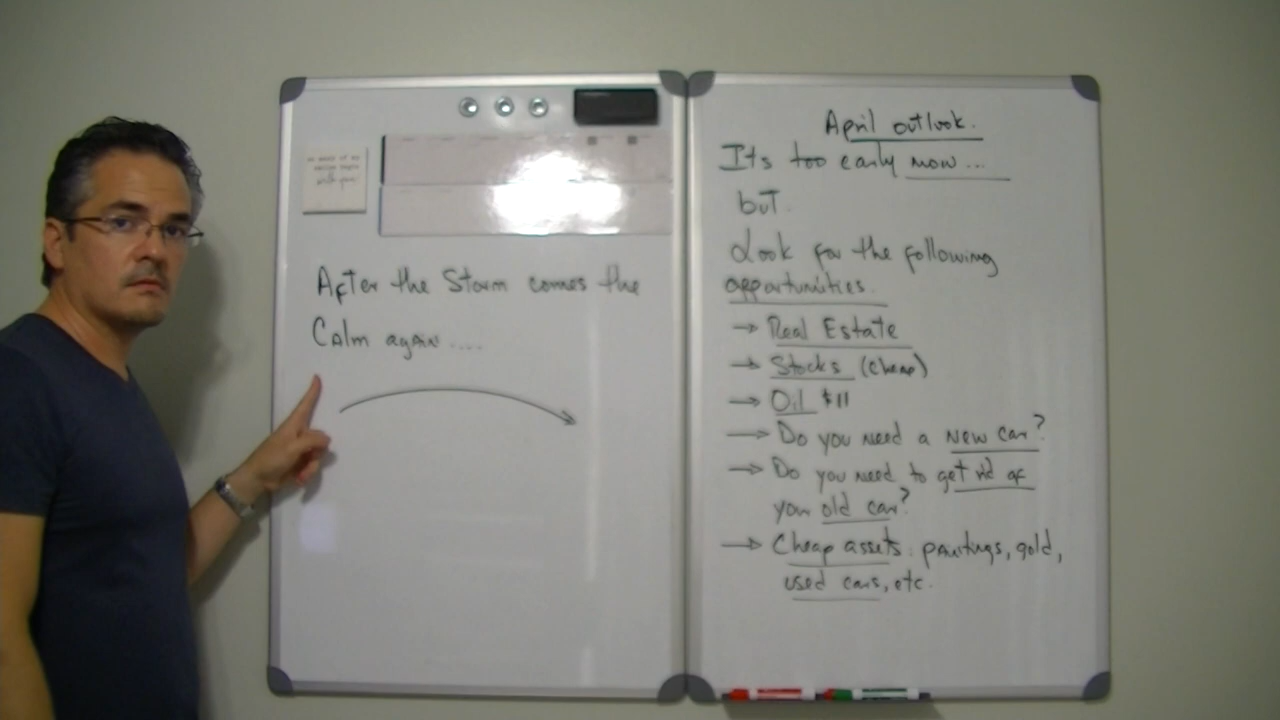 After the Storm comes the
Calm again....
April outlook.
It's too early now...
but.
Look for the following
opportunities.
→ Real Estate
→ Stocks (cheap)
→ Oil $11
→ Do you need a new car?
→ Do you need to get rid of
your old car?
→ Cheap assets: paintings, gold,
used cars, etc.